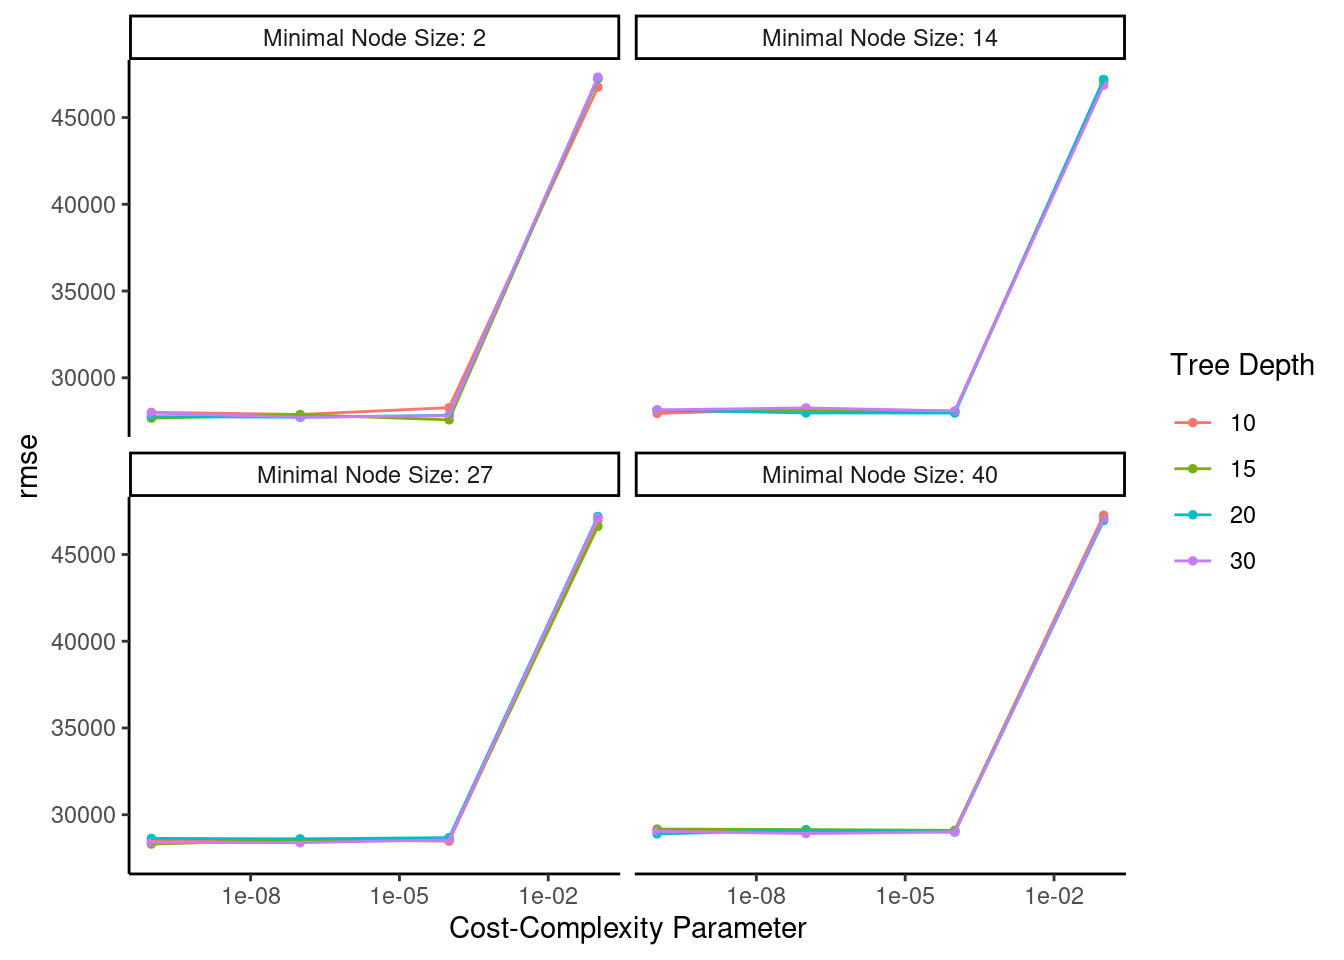 Minimal Node Size: 2
Minimal Node Size: 14
45000
40000
35000
30000
Minimal Node Size: 27
Minimal Node Size: 40
45000
40000
35000
30000
rmse
1e-08
1e-05
1e-02
1e-08
1e-05
1e-02
Cost-Complexity Parameter
Tree Depth
10
15
20
30